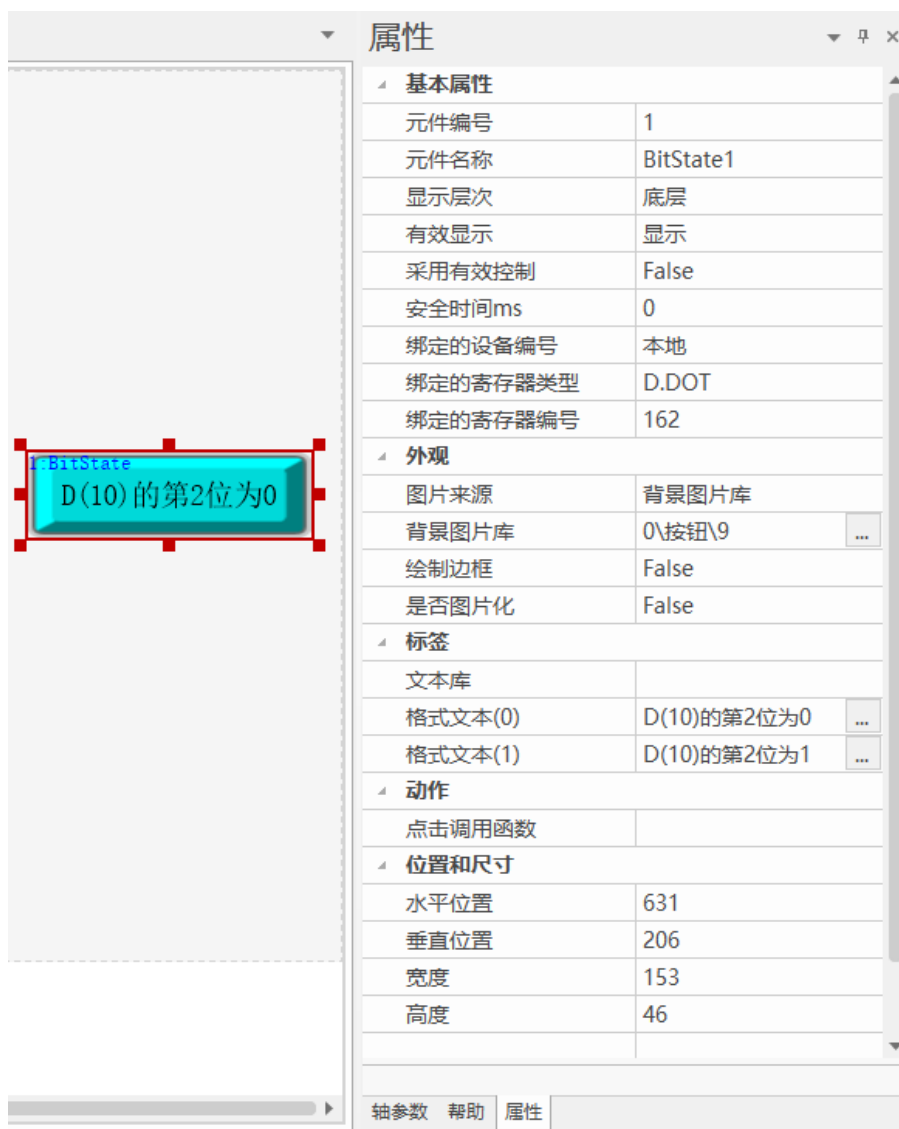 属性
基本属性
元件编号 1
元件名称 BitState1
显示层次 底层
有效显示 显示
采用有效控制 False
安全时间ms 0
绑定的设备编号 本地
绑定的寄存器类型 D.DOT
绑定的寄存器编号 162
外观
图片来源 背景图片库
背景图片库 0\按钮\9 ...
绘制边框 False
是否图片化 False
标签
文本库
格式文本(0) D(10)的第2位为0 ...
格式文本(1) D(10)的第2位为1 ...
动作
点击调用函数
位置和尺寸
水平位置 631
垂直位置 206
宽度 153
高度 46
轴参数 帮助 属性
1:BitState
D(10)的第2位为0